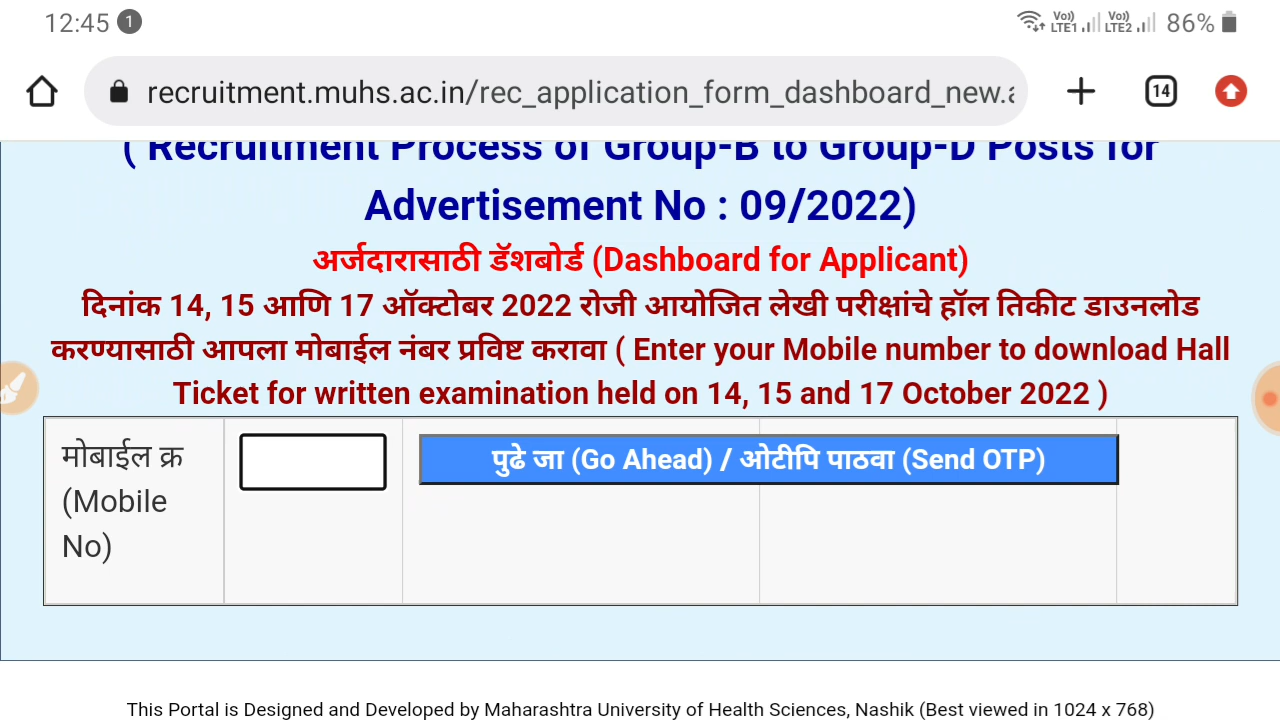 12:45 1 Vo)) LTE1 Vo)) LTE2 86%
recruitment.muhs.ac.in/rec_application_form_dashboard_new.a 14
( Recruitment Process of Group-B to Group-D Posts for
Advertisement No : 09/2022)
अर्जदारासाठी डॅशबोर्ड (Dashboard for Applicant)
दिनांक 14, 15 आणि 17 ऑक्टोबर 2022 रोजी आयोजित लेखी परीक्षांचे हॉल तिकीट डाउनलोड
करण्यासाठी आपला मोबाईल नंबर प्रविष्ट करावा ( Enter your Mobile number to download Hall
Ticket for written examination held on 14, 15 and 17 October 2022 )
मोबाईल क्र
(Mobile
No)
पुढे जा (Go Ahead) / ओटीपि पाठवा (Send OTP)
This Portal is Designed and Developed by Maharashtra University of Health Sciences, Nashik (Best viewed in 1024 x 768)